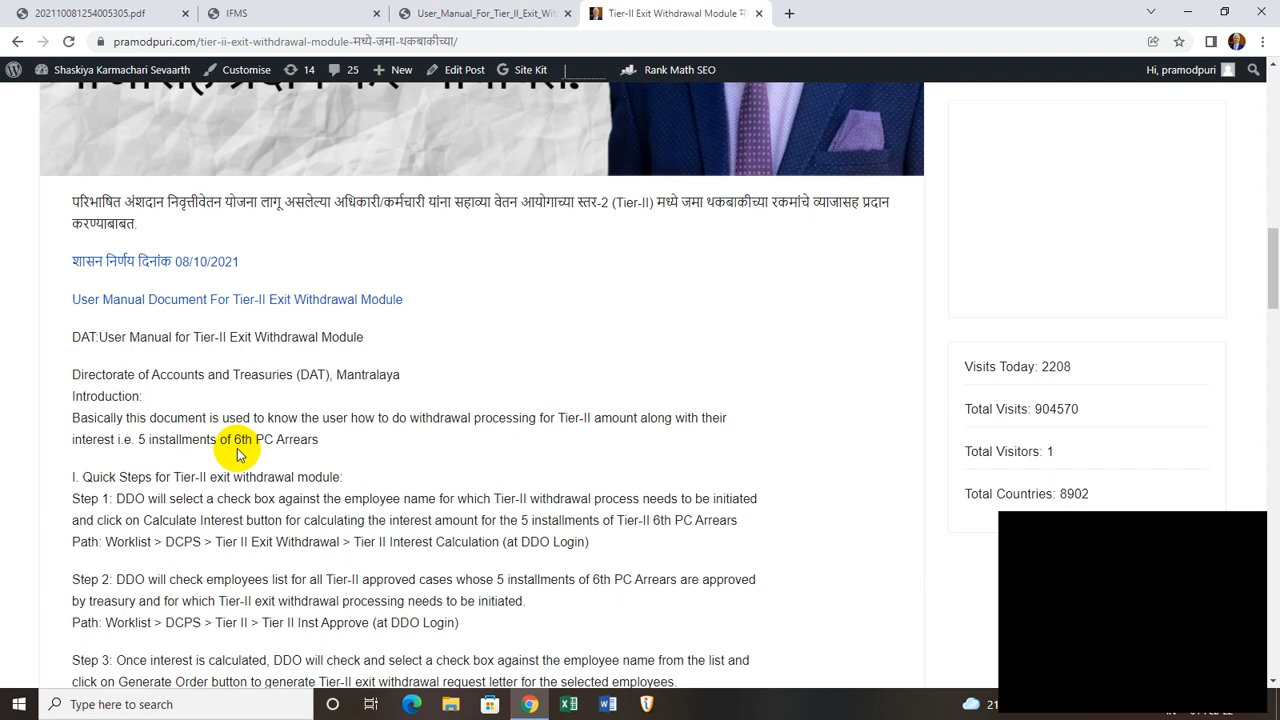 202110081254005305.pdf
IFMS
User_Manual_For_Tier_II_Exit_Wit
Tier-II Exit Withdrawal Module म
pramodpuri.com/tier-ii-exit-withdrawal-module-मध्ये-जमा-थकबाकीच्या/
Shaskiya Karmachari Sevaarth Customise 14 25 New Edit Post Site Kit Rank Math SEO Hi, pramodpuri
परिभाषित अंशदान निवृत्तीवेतन योजना लागू असलेल्या अधिकारी/कर्मचारी यांना सहाव्या वेतन आयोगाच्या स्तर-2 (Tier-II) मध्ये जमा थकबाकीच्या रकमांचे व्याजासह प्रदान
करण्याबाबत.
शासन निर्णय दिनांक 08/10/2021
User Manual Document For Tier-II Exit Withdrawal Module
DAT:User Manual for Tier-II Exit Withdrawal Module
Directorate of Accounts and Treasuries (DAT), Mantralaya
Introduction:
Basically this document is used to know the user how to do withdrawal processing for Tier-II amount along with their
interest i.e. 5 installments of 6th PC Arrears
I. Quick Steps for Tier-II exit withdrawal module:
Step 1: DDO will select a check box against the employee name for which Tier-II withdrawal process needs to be initiated
and click on Calculate Interest button for calculating the interest amount for the 5 installments of Tier-II 6th PC Arrears
Path: Worklist > DCPS > Tier II Exit Withdrawal > Tier II Interest Calculation (at DDO Login)
Step 2: DDO will check employees list for all Tier-II approved cases whose 5 installments of 6th PC Arrears are approved
by treasury and for which Tier-II exit withdrawal processing needs to be initiated.
Path: Worklist > DCPS > Tier II > Tier II Inst Approve (at DDO Login)
Step 3: Once interest is calculated, DDO will check and select a check box against the employee name from the list and
click on Generate Order button to generate Tier-II exit withdrawal request letter for the selected employees.
Visits Today: 2208
Total Visits: 904570
Total Visitors: 1
Total Countries: 8902
Type here to search